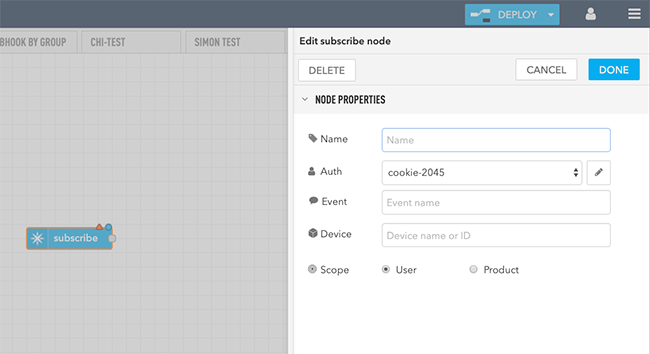 DEPLOY
BHOOK BY GROUP
CHI-TEST
SIMON TEST
Edit subscribe node
DELETE
CANCEL
DONE
NODE PROPERTIES
Name
Name
Auth
cookie-2045
Event
Event name
subscribe
Device
Device name or ID
Scope
User
Product